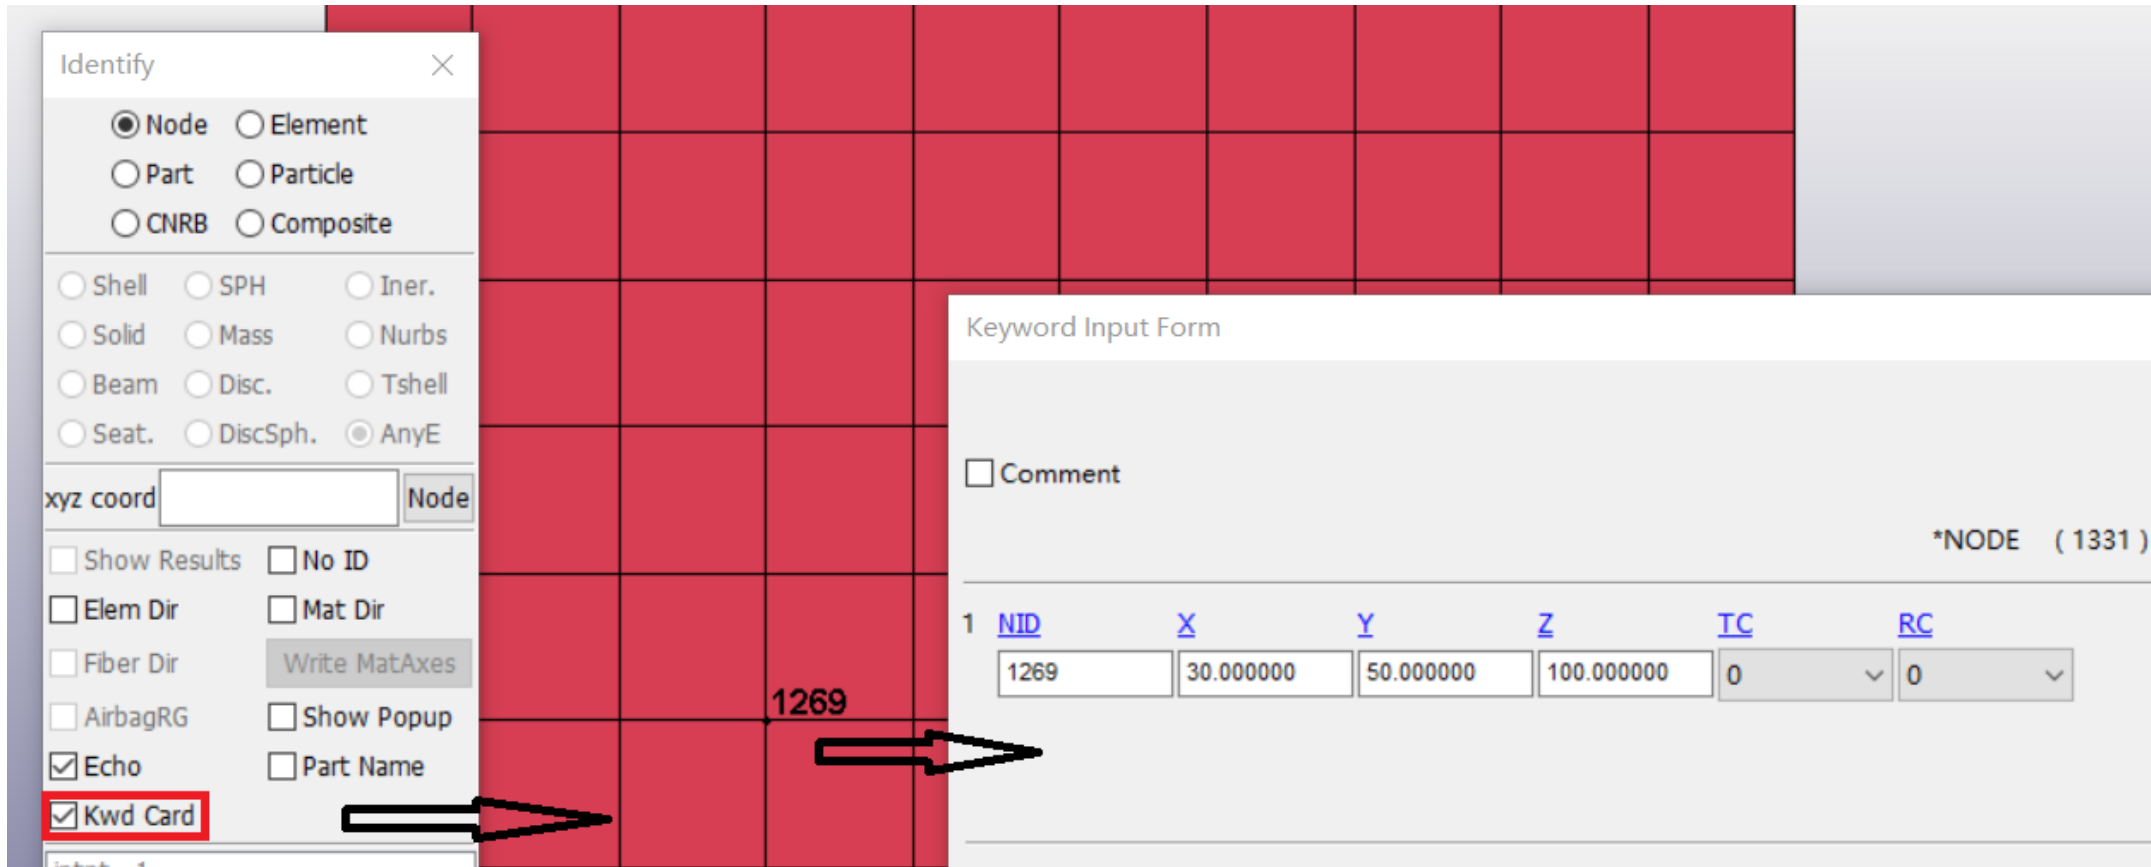 Identify
Node Element
Part Particle
CNRB Composite
Shell SPH Iner.
Solid Mass Nurbs
Beam Disc. Tshell
Seat. DiscSph. AnyE
xyz coord Node
Show Results No ID
Elem Dir Mat Dir
Fiber Dir Write MatAxes
AirbagRG Show Popup
Echo Part Name
Kwd Card
1269
Keyword Input Form
Comment
*NODE ( 1331 )
1 NID X Y Z TC RC
1269 30.000000 50.000000 100.000000 0 0